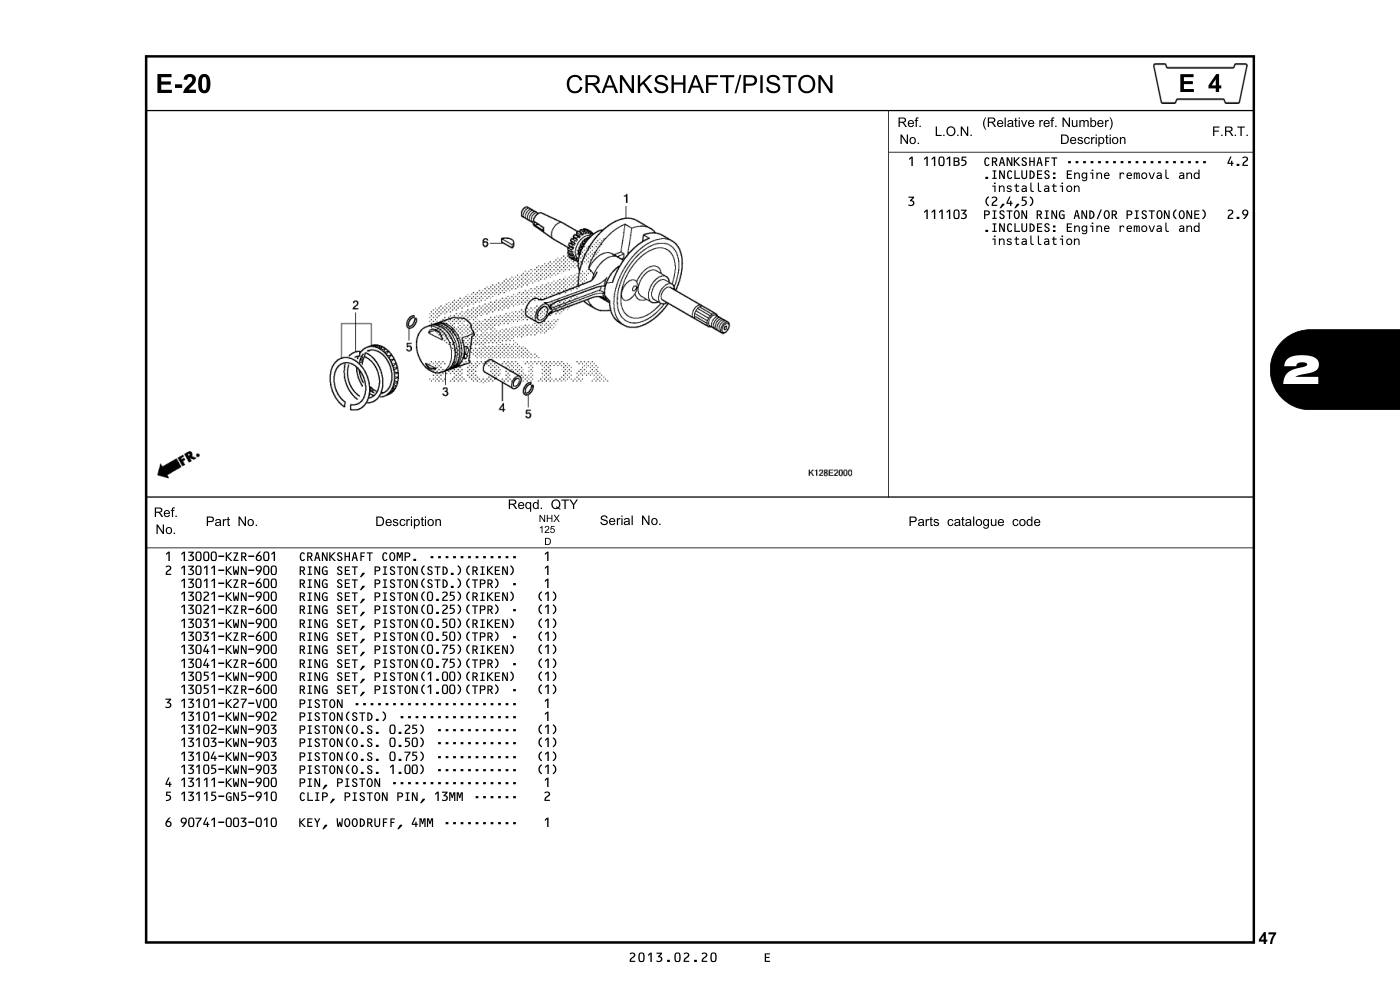 E-20
CRANKSHAFT/PISTON
E 4
1
6
2
5
3
4
5
HONDA
FR.
K128E2000
Ref. No. L.O.N. (Relative ref. Number) Description F.R.T.
1 1101B5 CRANKSHAFT ------------------- 4.2
.INCLUDES: Engine removal and
installation
3 (2,4,5)
111103 PISTON RING AND/OR PISTON(ONE) 2.9
.INCLUDES: Engine removal and
installation
2
Ref. No. Part No. Description Reqd. QTY NHX 125 D Serial No. Parts catalogue code
1 13000-KZR-601 CRANKSHAFT COMP. ------------ 1
2 13011-KWN-900 RING SET, PISTON(STD.)(RIKEN) 1
13011-KZR-600 RING SET, PISTON(STD.)(TPR) - 1
13021-KWN-900 RING SET, PISTON(0.25)(RIKEN) (1)
13021-KZR-600 RING SET, PISTON(0.25)(TPR) - (1)
13031-KWN-900 RING SET, PISTON(0.50)(RIKEN) (1)
13031-KZR-600 RING SET, PISTON(0.50)(TPR) - (1)
13041-KWN-900 RING SET, PISTON(0.75)(RIKEN) (1)
13041-KZR-600 RING SET, PISTON(0.75)(TPR) - (1)
13051-KWN-900 RING SET, PISTON(1.00)(RIKEN) (1)
13051-KZR-600 RING SET, PISTON(1.00)(TPR) - (1)
3 13101-K27-V00 PISTON ---------------------- 1
13101-KWN-902 PISTON(STD.) ---------------- 1
13102-KWN-903 PISTON(O.S. 0.25) ----------- (1)
13103-KWN-903 PISTON(O.S. 0.50) ----------- (1)
13104-KWN-903 PISTON(O.S. 0.75) ----------- (1)
13105-KWN-903 PISTON(O.S. 1.00) ----------- (1)
4 13111-KWN-900 PIN, PISTON ----------------- 1
5 13115-GN5-910 CLIP, PISTON PIN, 13MM ------ 2
6 90741-003-010 KEY, WOODRUFF, 4MM ---------- 1
47
2013.02.20 E